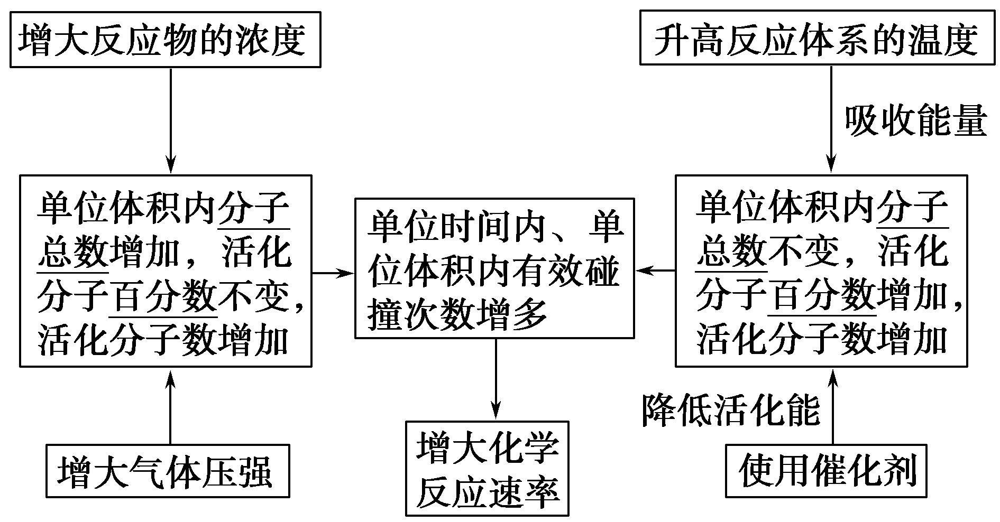 增大反应物的浓度
升高反应体系的温度
吸收能量
单位体积内分子
总数增加，活化
分子百分数不变，
活化分子数增加
单位时间内、单
位体积内有效碰
撞次数增多
单位体积内分子
总数不变，活化
分子百分数增加，
活化分子数增加
降低活化能
增大气体压强
增大化学
反应速率
使用催化剂